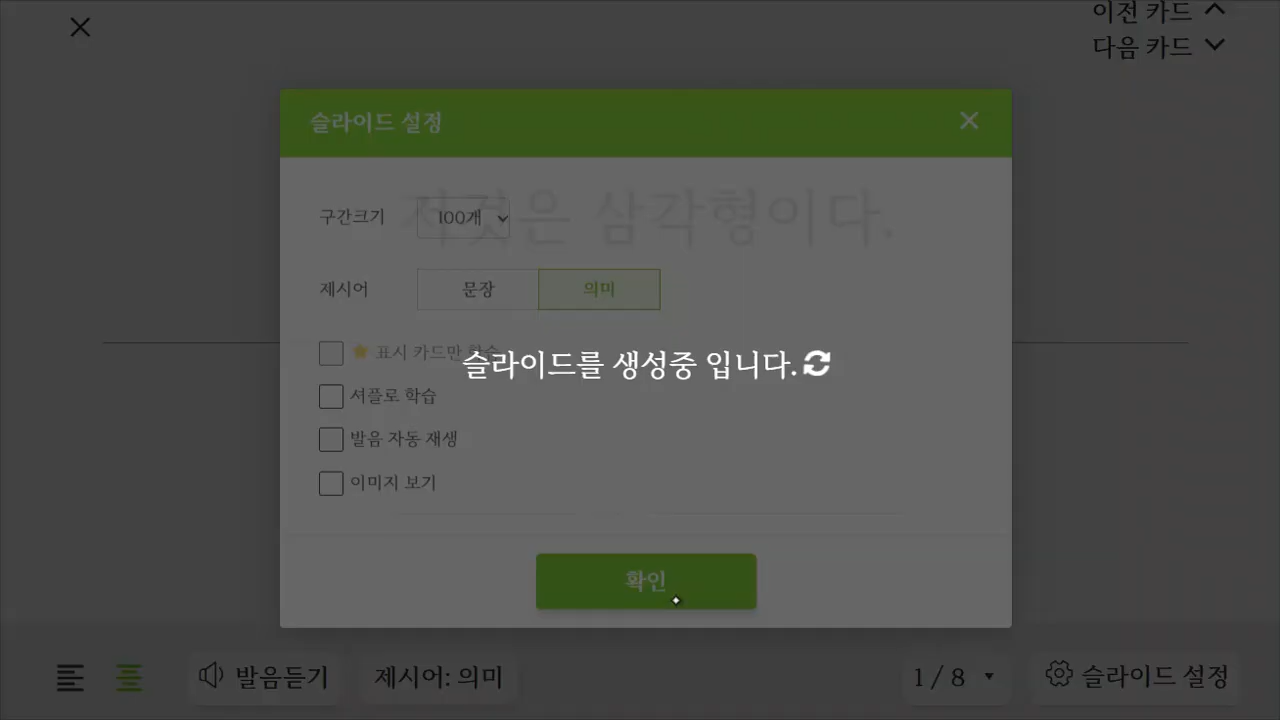 이전 카드
다음 카드
슬라이드 설정
저것은 삼각형이다.
구간크기 100개
제시어 문장 의미
표시 카드만 학습
슬라이드를 생성중 입니다.
셔플로 학습
발음 자동 재생
이미지 보기
확인
발음듣기 제시어: 의미 1 / 8 슬라이드 설정